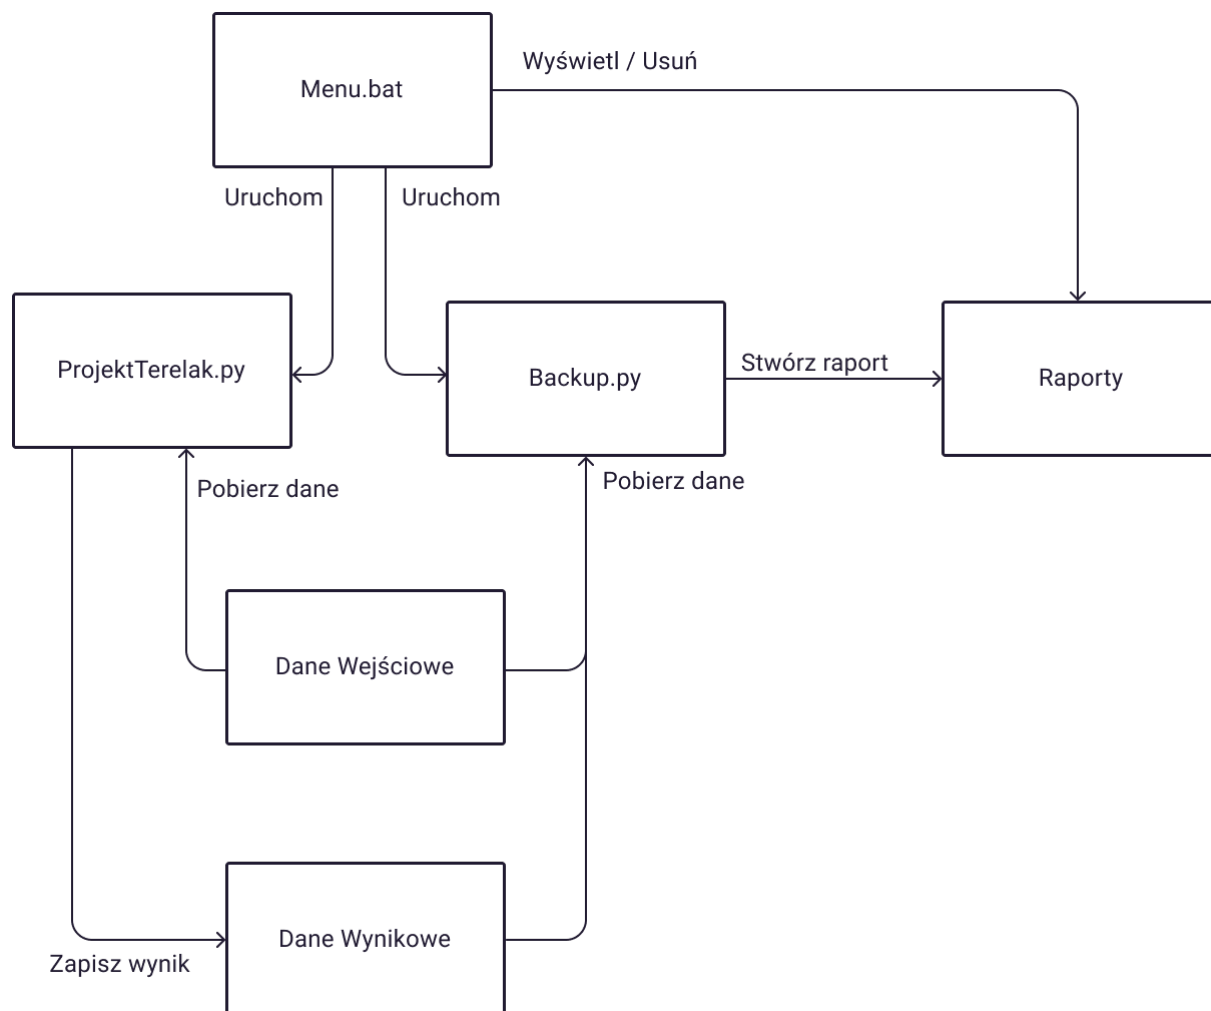 Wyświetl / Usuń
Menu.bat
Uruchom
Uruchom
ProjektTerelak.py
Backup.py
Stwórz raport
Raporty
Pobierz dane
Pobierz dane
Dane Wejściowe
Dane Wynikowe
Zapisz wynik